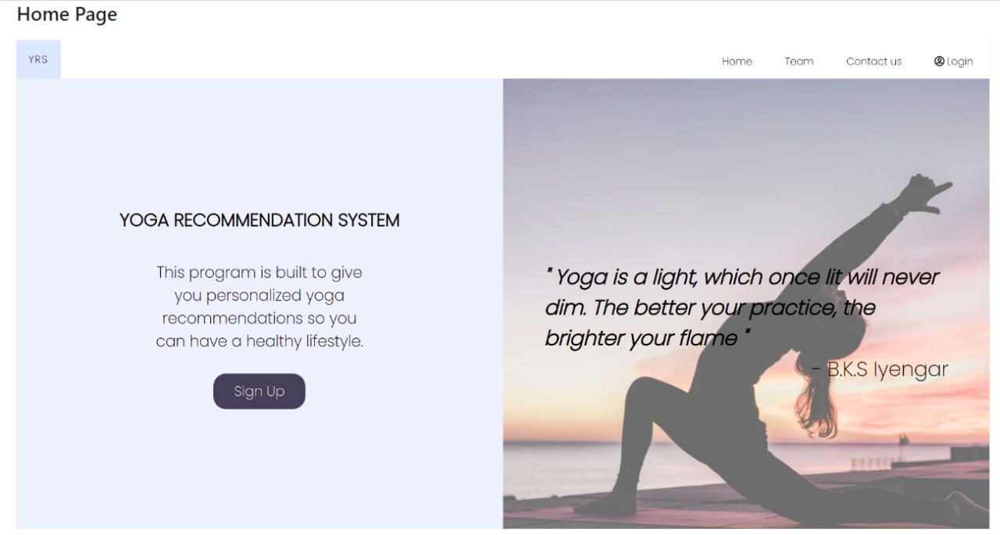 Home Page
YRS
Home Team Contact us Login
YOGA RECOMMENDATION SYSTEM
This program is built to give
you personalized yoga
recommendations so you
can have a healthy lifestyle.
Sign Up
" Yoga is a light, which once lit will never
dim. The better your practice, the
brighter your flame "
- B.K.S Iyengar